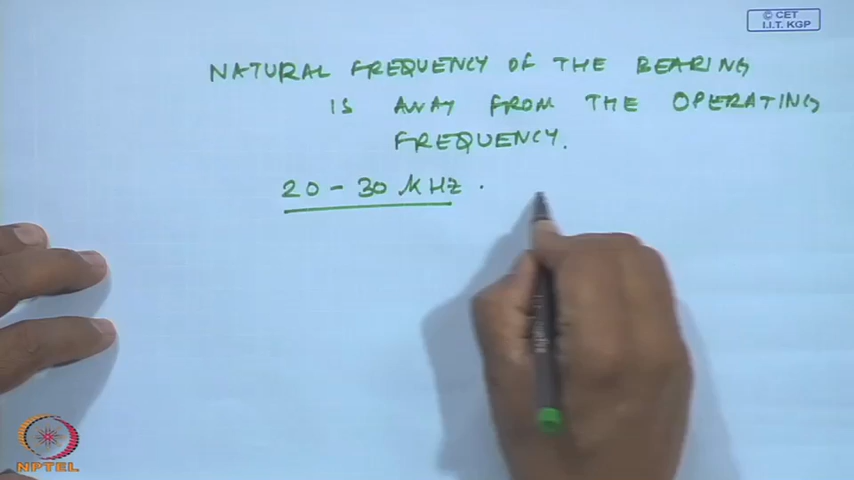 © CET
I.I.T. KGP
NATURAL FREQUENCY OF THE BEARING
IS AWAY FROM THE OPERATING
FREQUENCY.
20 - 30 KHz.
NPTEL